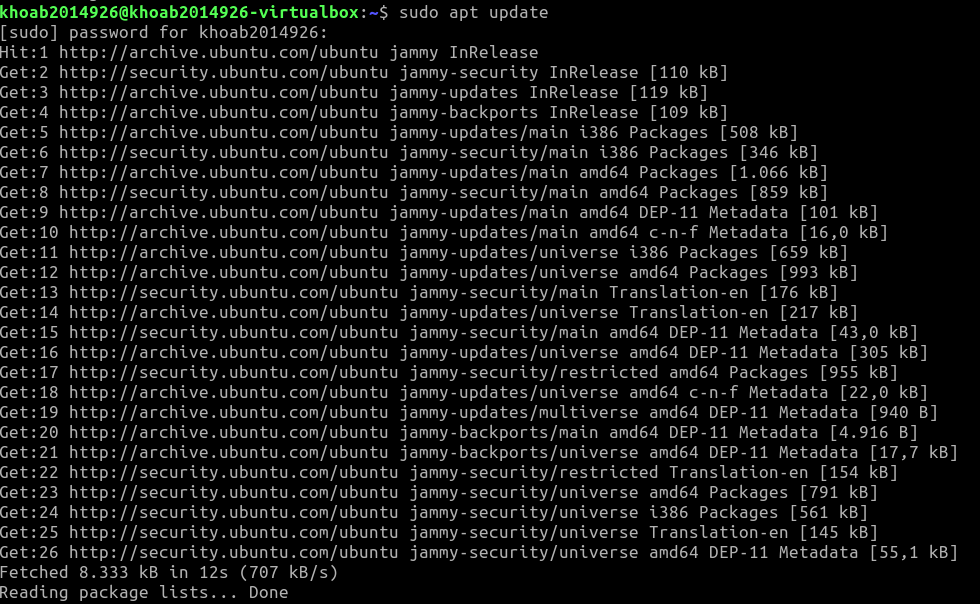 khoab2014926@khoab2014926-virtualbox:~$ sudo apt update
[sudo] password for khoab2014926:
Hit:1 http://archive.ubuntu.com/ubuntu jammy InRelease
Get:2 http://security.ubuntu.com/ubuntu jammy-security InRelease [110 kB]
Get:3 http://archive.ubuntu.com/ubuntu jammy-updates InRelease [119 kB]
Get:4 http://archive.ubuntu.com/ubuntu jammy-backports InRelease [109 kB]
Get:5 http://archive.ubuntu.com/ubuntu jammy-updates/main i386 Packages [508 kB]
Get:6 http://security.ubuntu.com/ubuntu jammy-security/main i386 Packages [346 kB]
Get:7 http://archive.ubuntu.com/ubuntu jammy-updates/main amd64 Packages [1.066 kB]
Get:8 http://security.ubuntu.com/ubuntu jammy-security/main amd64 Packages [859 kB]
Get:9 http://archive.ubuntu.com/ubuntu jammy-updates/main amd64 DEP-11 Metadata [101 kB]
Get:10 http://archive.ubuntu.com/ubuntu jammy-updates/main amd64 c-n-f Metadata [16,0 kB]
Get:11 http://archive.ubuntu.com/ubuntu jammy-updates/universe i386 Packages [659 kB]
Get:12 http://archive.ubuntu.com/ubuntu jammy-updates/universe amd64 Packages [993 kB]
Get:13 http://security.ubuntu.com/ubuntu jammy-security/main Translation-en [176 kB]
Get:14 http://archive.ubuntu.com/ubuntu jammy-updates/universe Translation-en [217 kB]
Get:15 http://security.ubuntu.com/ubuntu jammy-security/main amd64 DEP-11 Metadata [43,0 kB]
Get:16 http://archive.ubuntu.com/ubuntu jammy-updates/universe amd64 DEP-11 Metadata [305 kB]
Get:17 http://security.ubuntu.com/ubuntu jammy-security/restricted amd64 Packages [955 kB]
Get:18 http://archive.ubuntu.com/ubuntu jammy-updates/universe amd64 c-n-f Metadata [22,0 kB]
Get:19 http://archive.ubuntu.com/ubuntu jammy-updates/multiverse amd64 DEP-11 Metadata [940 B]
Get:20 http://archive.ubuntu.com/ubuntu jammy-backports/main amd64 DEP-11 Metadata [4.916 B]
Get:21 http://archive.ubuntu.com/ubuntu jammy-backports/universe amd64 DEP-11 Metadata [17,7 kB]
Get:22 http://security.ubuntu.com/ubuntu jammy-security/restricted Translation-en [154 kB]
Get:23 http://security.ubuntu.com/ubuntu jammy-security/universe amd64 Packages [791 kB]
Get:24 http://security.ubuntu.com/ubuntu jammy-security/universe i386 Packages [561 kB]
Get:25 http://security.ubuntu.com/ubuntu jammy-security/universe Translation-en [145 kB]
Get:26 http://security.ubuntu.com/ubuntu jammy-security/universe amd64 DEP-11 Metadata [55,1 kB]
Fetched 8.333 kB in 12s (707 kB/s)
Reading package lists... Done